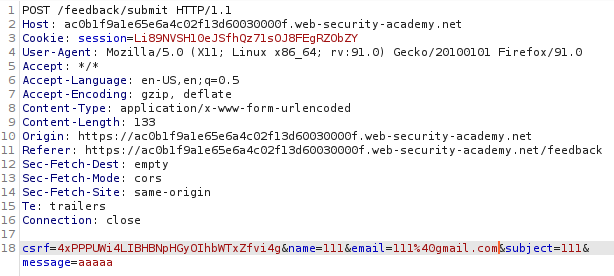 1 POST /feedback/submit HTTP/1.1
2 Host: ac0b1f9a1e65e6a4c02f13d60030000f.web-security-academy.net
3 Cookie: session=Li89NVSH10eJSfhQz71sOJ8FEgRZObZY
4 User-Agent: Mozilla/5.0 (X11; Linux x86_64; rv:91.0) Gecko/20100101 Firefox/91.0
5 Accept: */*
6 Accept-Language: en-US,en;q=0.5
7 Accept-Encoding: gzip, deflate
8 Content-Type: application/x-www-form-urlencoded
9 Content-Length: 133
10 Origin: https://ac0b1f9a1e65e6a4c02f13d60030000f.web-security-academy.net
11 Referer: https://ac0b1f9a1e65e6a4c02f13d60030000f.web-security-academy.net/feedback
12 Sec-Fetch-Dest: empty
13 Sec-Fetch-Mode: cors
14 Sec-Fetch-Site: same-origin
15 Te: trailers
16 Connection: close
17
18 csrf=4xPPPUWi4LIBHBNpHGyOIhbWTxZfvi4g&name=111&email=111%40gmail.com&subject=111&
message=aaaaa